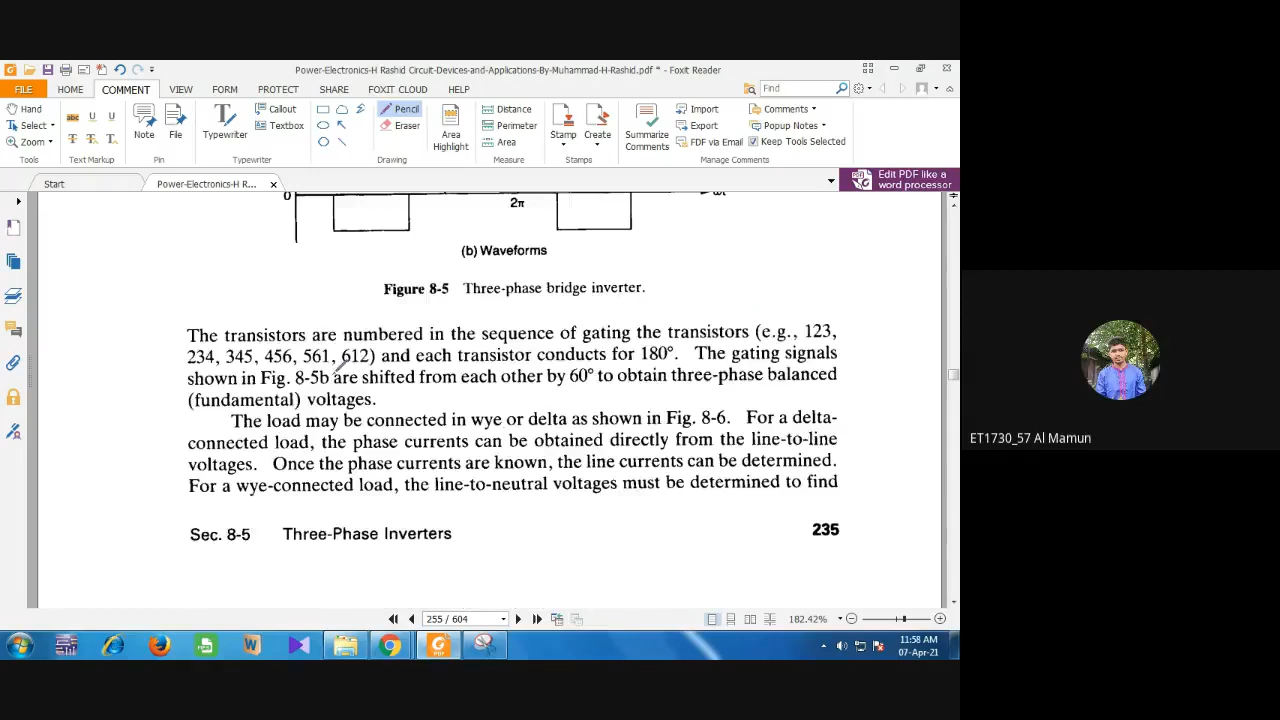 Power-Electronics-H Rashid Circuit-Devices-and-Applications-By-Muhammad-H-Rashid.pdf * - Foxit Reader
FILE HOME COMMENT VIEW FORM PROTECT SHARE FOXIT CLOUD HELP Find
Hand
Select
Zoom
Tools
abc U U
T T T
Text Markup
Note
File
Pin
Typewriter
Callout
Textbox
Typewriter
Pencil
Eraser
Drawing
Area Highlight
Distance
Perimeter
Area
Measure
Stamp
Create
Stamps
Summarize Comments
Import
Export
FDF via Email
Comments
Popup Notes
Keep Tools Selected
Manage Comments
Start
Power-Electronics-H R...
Edit PDF like a
word processor
0
2π
ωt
(b) Waveforms
Figure 8-5 Three-phase bridge inverter.
The transistors are numbered in the sequence of gating the transistors (e.g., 123,
234, 345, 456, 561, 612) and each transistor conducts for 180°. The gating signals
shown in Fig. 8-5b are shifted from each other by 60° to obtain three-phase balanced
(fundamental) voltages.
The load may be connected in wye or delta as shown in Fig. 8-6. For a delta-
connected load, the phase currents can be obtained directly from the line-to-line
voltages. Once the phase currents are known, the line currents can be determined.
For a wye-connected load, the line-to-neutral voltages must be determined to find
Sec. 8-5 Three-Phase Inverters 235
255 / 604
182.42%
11:58 AM
07-Apr-21
ET1730_57 Al Mamun